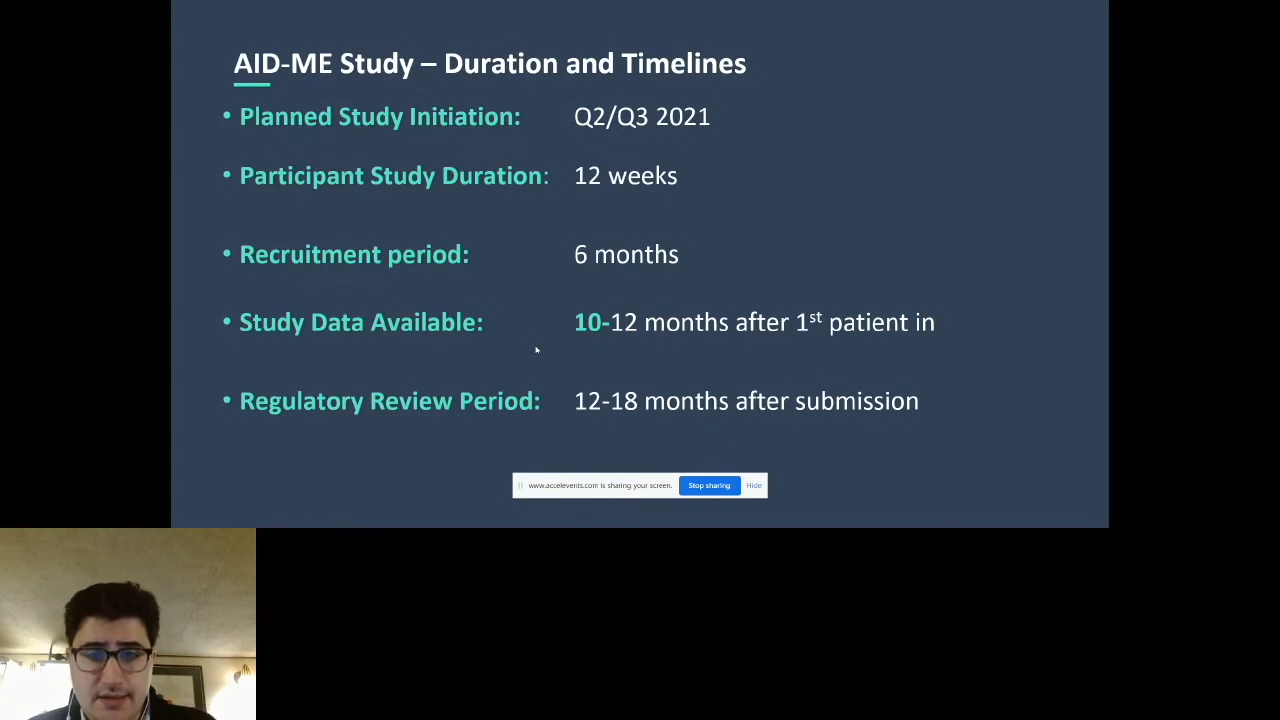 AID-ME Study – Duration and Timelines
• Planned Study Initiation: Q2/Q3 2021
• Participant Study Duration: 12 weeks
• Recruitment period: 6 months
• Study Data Available: 10-12 months after 1st patient in
• Regulatory Review Period: 12-18 months after submission
www.accelevents.com is sharing your screen. Stop sharing Hide